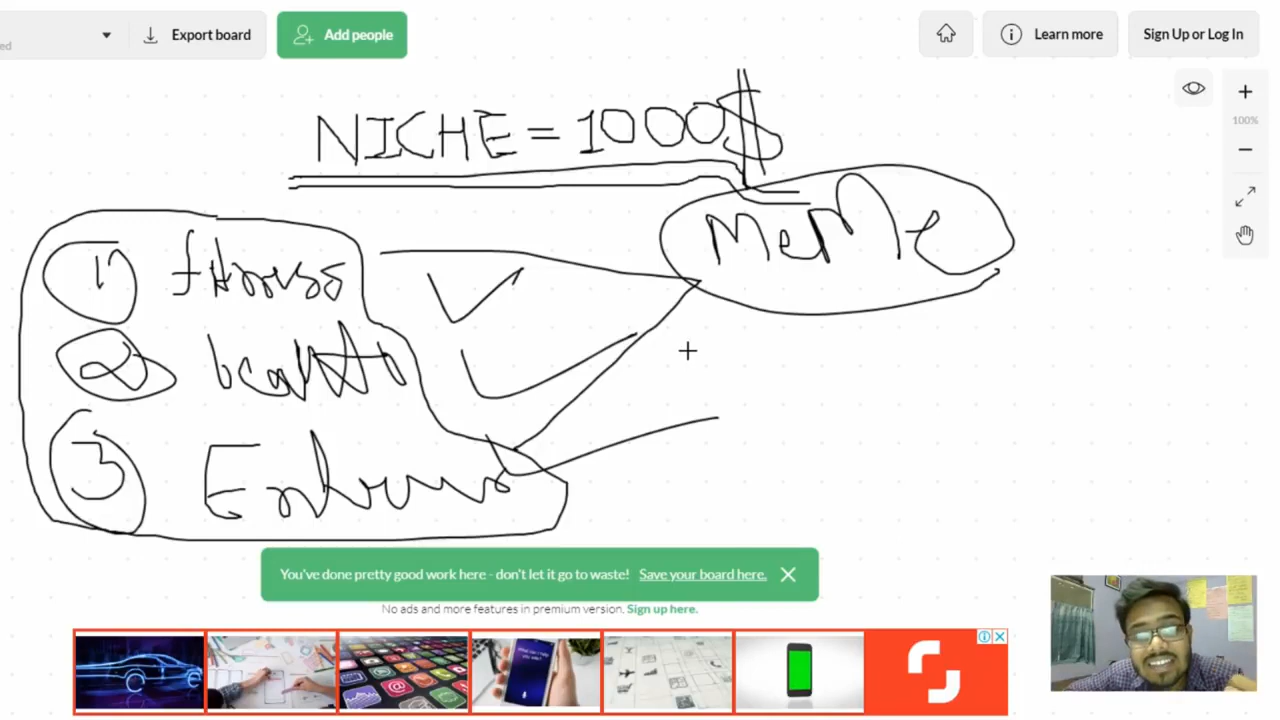 ed
Export board
Add people
Learn more
Sign Up or Log In
NICHE = 1000$
100%
MeMe
1 fitness
2 health
3
You've done pretty good work here - don't let it go to waste! Save your board here.
No ads and more features in premium version. Sign up here.